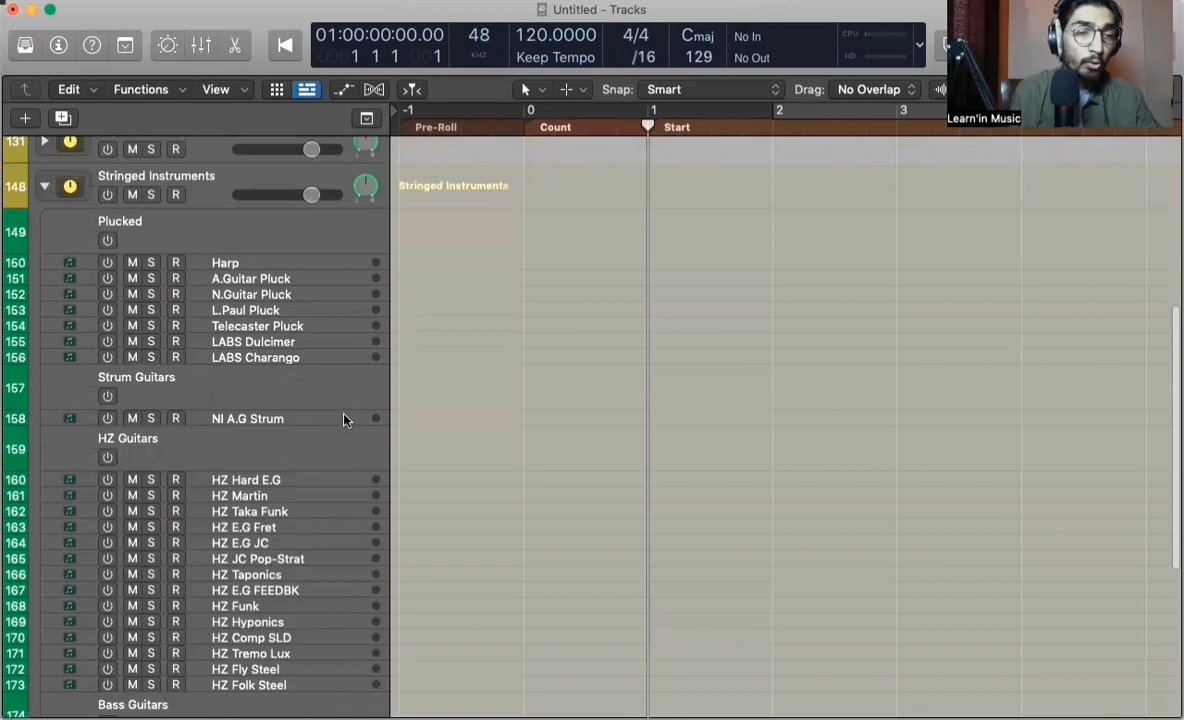 Untitled - Tracks
01:00:00:00.00
1 1 1 1
48
KHZ
120.0000
Keep Tempo
4/4
/16
Cmaj
129
No In
No Out
CPU
HD
Learn'in Music
Edit
Functions
View
Snap: Smart
Drag: No Overlap
-1 0 1 2 3
Pre-Roll Count Start
131
M S R
148 Stringed Instruments
M S R
Stringed Instruments
149 Plucked
150 M S R Harp
151 M S R A.Guitar Pluck
152 M S R N.Guitar Pluck
153 M S R L.Paul Pluck
154 M S R Telecaster Pluck
155 M S R LABS Dulcimer
156 M S R LABS Charango
157 Strum Guitars
158 M S R NI A.G Strum
159 HZ Guitars
160 M S R HZ Hard E.G
161 M S R HZ Martin
162 M S R HZ Taka Funk
163 M S R HZ E.G Fret
164 M S R HZ E.G JC
165 M S R HZ JC Pop-Strat
166 M S R HZ Taponics
167 M S R HZ E.G FEEDBK
168 M S R HZ Funk
169 M S R HZ Hyponics
170 M S R HZ Comp SLD
171 M S R HZ Tremo Lux
172 M S R HZ Fly Steel
173 M S R HZ Folk Steel
174 Bass Guitars